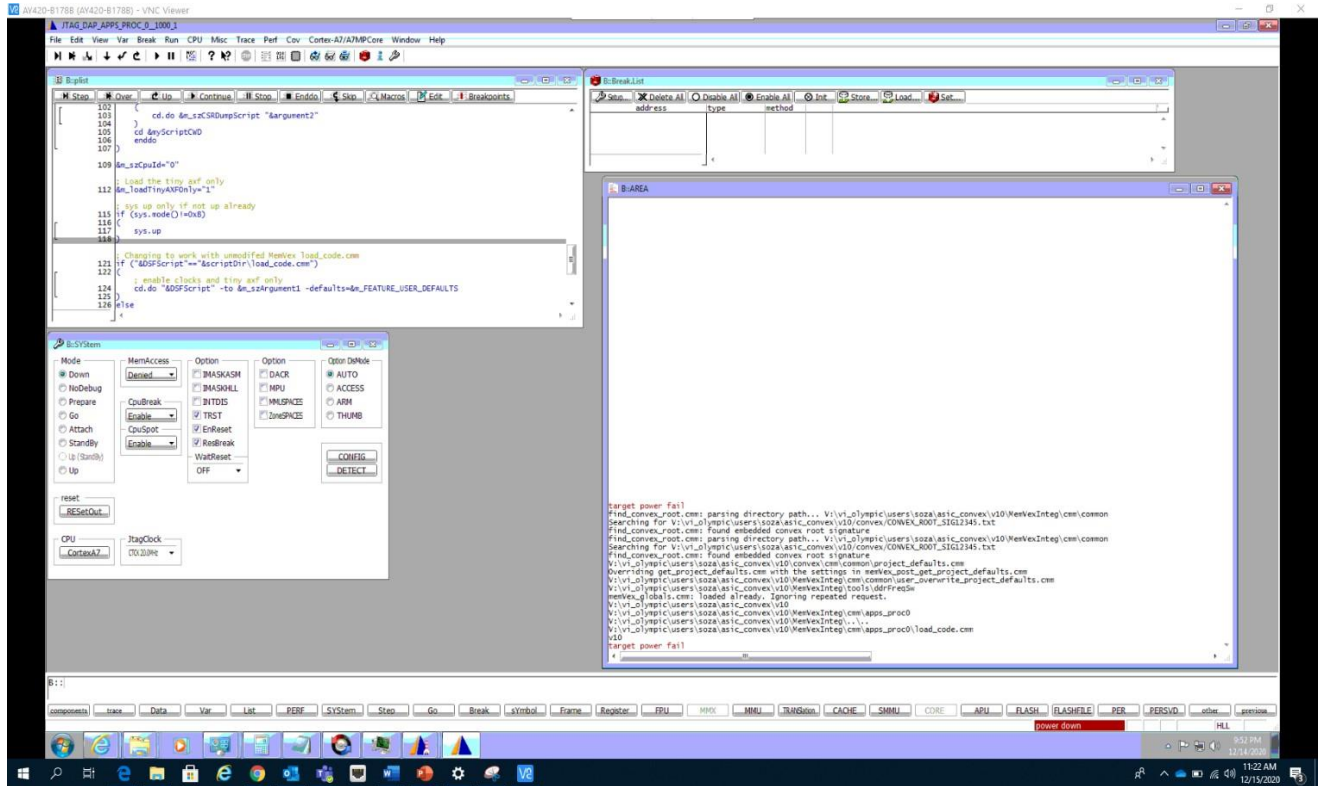 AY420-B178B (AY420-B178B) - VNC Viewer
JTAG_DAP_APPS_PROC_0__1000_1
File Edit View Var Break Run CPU Misc Trace Perf Cov Cortex-A7/A7MPCore Window Help
B::plist
Step Over Up Continue Stop Enddo Skip Macros Edit Breakpoints
102 {
103 cd.do &m_szCSRDumpScript "&argument2"
104 }
105 cd &myScriptCWD
106 enddo
107 )
109 &m_szCpuId="0"
; Load the tiny axf only
112 &m_loadTinyAXFOnly="1"
; sys up only if not up already
115 if (sys.mode()!=0xB)
116 (
117 sys.up
118 )
; Changing to work with unmodifed MemVex load_code.cmm
121 if ("&DSFScript"=="&scriptDir\load_code.cmm")
122 (
; enable clocks and tiny axf only
124 cd.do "&DSFScript" -to &m_szArgument1 -defaults=&m_FEATURE_USER_DEFAULTS
125 )
126 else
B::Break.List
Setup... Delete All Disable All Enable All Init Store... Load... Set...
address type method
B::SYStem
Mode
Down
NoDebug
Prepare
Go
Attach
StandBy
Up (StandBy)
Up
MemAccess
Denied
CpuBreak
Enable
CpuSpot
Enable
Option
IMASKASM
IMASKHLL
INTDIS
TRST
EnReset
ResBreak
WaitReset
OFF
Option
DACR
MPU
MMUSPACES
ZoneSPACES
Option DisMode
AUTO
ACCESS
ARM
THUMB
CONFIG
DETECT
reset
RESetOut
CPU
CortexA7
JtagClock
B::AREA
target power fail
find_convex_root.cmm: parsing directory path... V:\vi_olympic\users\soza\asic_convex\v10\MemVexInteg\cmm\common
Searching for V:\vi_olympic\users\soza\asic_convex\v10/convex/CONVEX_ROOT_SIG12345.txt
find_convex_root.cmm: found embedded convex root signature
find_convex_root.cmm: parsing directory path... V:\vi_olympic\users\soza\asic_convex\v10\MemVexInteg\cmm\common
Searching for V:\vi_olympic\users\soza\asic_convex\v10/convex/CONVEX_ROOT_SIG12345.txt
find_convex_root.cmm: found embedded convex root signature
V:\vi_olympic\users\soza\asic_convex\v10\convex\cmm\common\project_defaults.cmm
Overriding get_project_defaults.cmm with the settings in memVex_post_get_project_defaults.cmm
V:\vi_olympic\users\soza\asic_convex\v10\MemVexInteg\cmm\common\user_overwrite_project_defaults.cmm
V:\vi_olympic\users\soza\asic_convex\v10\MemVexInteg\tools\ddrFreqSw
memVex_globals.cmm: loaded already. Ignoring repeated request.
V:\vi_olympic\users\soza\asic_convex\v10
V:\vi_olympic\users\soza\asic_convex\v10\MemVexInteg\cmm\apps_proc0
V:\vi_olympic\users\soza\asic_convex\v10\MemVexInteg\..\..
V:\vi_olympic\users\soza\asic_convex\v10\MemVexInteg\cmm\apps_proc0\load_code.cmm
v10
target power fail
B::
components trace Data Var List PERF SYStem Step Go Break sYmbol Frame Register FPU MMX MMU TRANSlation CACHE SMMU CORE APU FLASH FLASHFILE PER PERSVD other previous
power down HLL
9:52 PM
12/14/2020
11:22 AM
12/15/2020